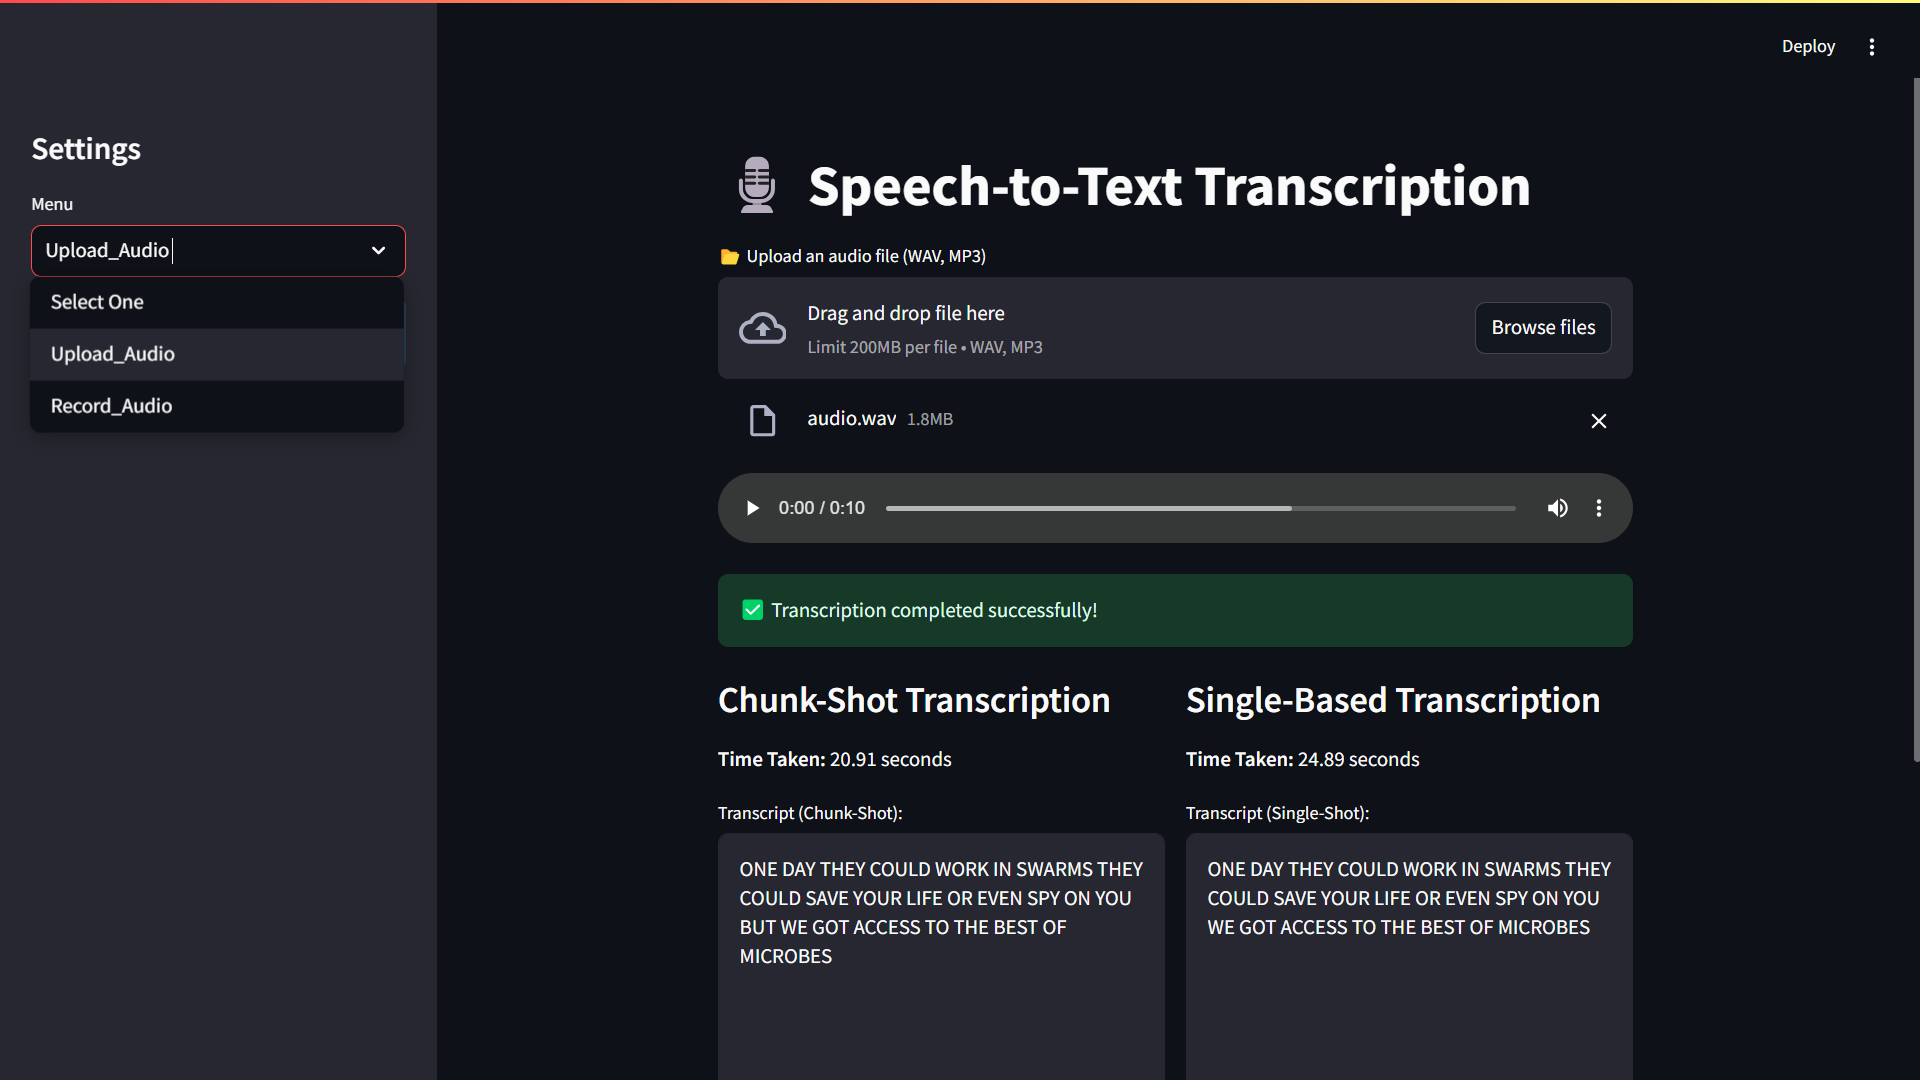 Deploy
Settings
Menu
Upload_Audio
Select One
Upload_Audio
Record_Audio
Speech-to-Text Transcription
Upload an audio file (WAV, MP3)
Drag and drop file here
Limit 200MB per file • WAV, MP3
Browse files
audio.wav 1.8MB
0:00 / 0:10
Transcription completed successfully!
Chunk-Shot Transcription
Time Taken: 20.91 seconds
Transcript (Chunk-Shot):
ONE DAY THEY COULD WORK IN SWARMS THEY
COULD SAVE YOUR LIFE OR EVEN SPY ON YOU
BUT WE GOT ACCESS TO THE BEST OF
MICROBES
Single-Based Transcription
Time Taken: 24.89 seconds
Transcript (Single-Shot):
ONE DAY THEY COULD WORK IN SWARMS THEY
COULD SAVE YOUR LIFE OR EVEN SPY ON YOU
WE GOT ACCESS TO THE BEST OF MICROBES